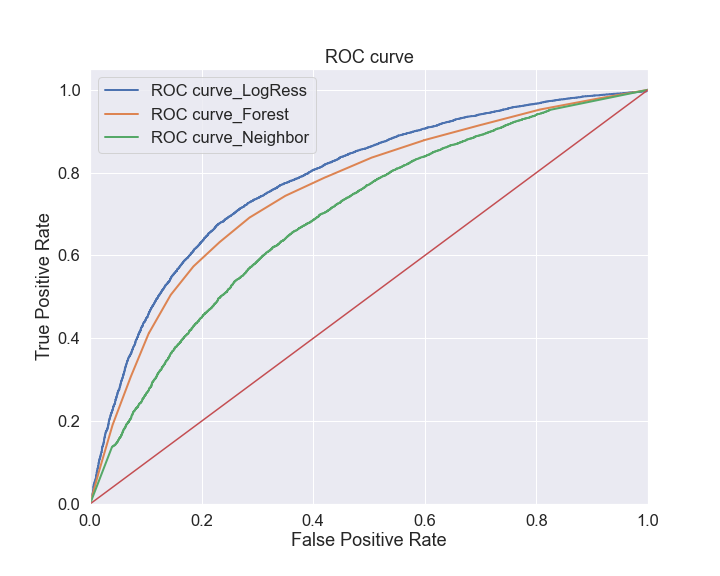 ROC curve
ROC curve_LogRess
ROC curve_Forest
ROC curve_Neighbor
True Positive Rate
1.0
0.8
0.6
0.4
0.2
0.0
0.0 0.2 0.4 0.6 0.8 1.0
False Positive Rate